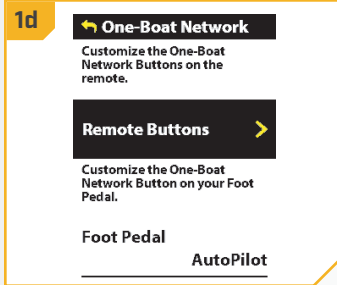 1d
One-Boat Network
Customize the One-Boat
Network Buttons on the
remote.
Remote Buttons
Customize the One-Boat
Network Button on your Foot
Pedal.
Foot Pedal
AutoPilot